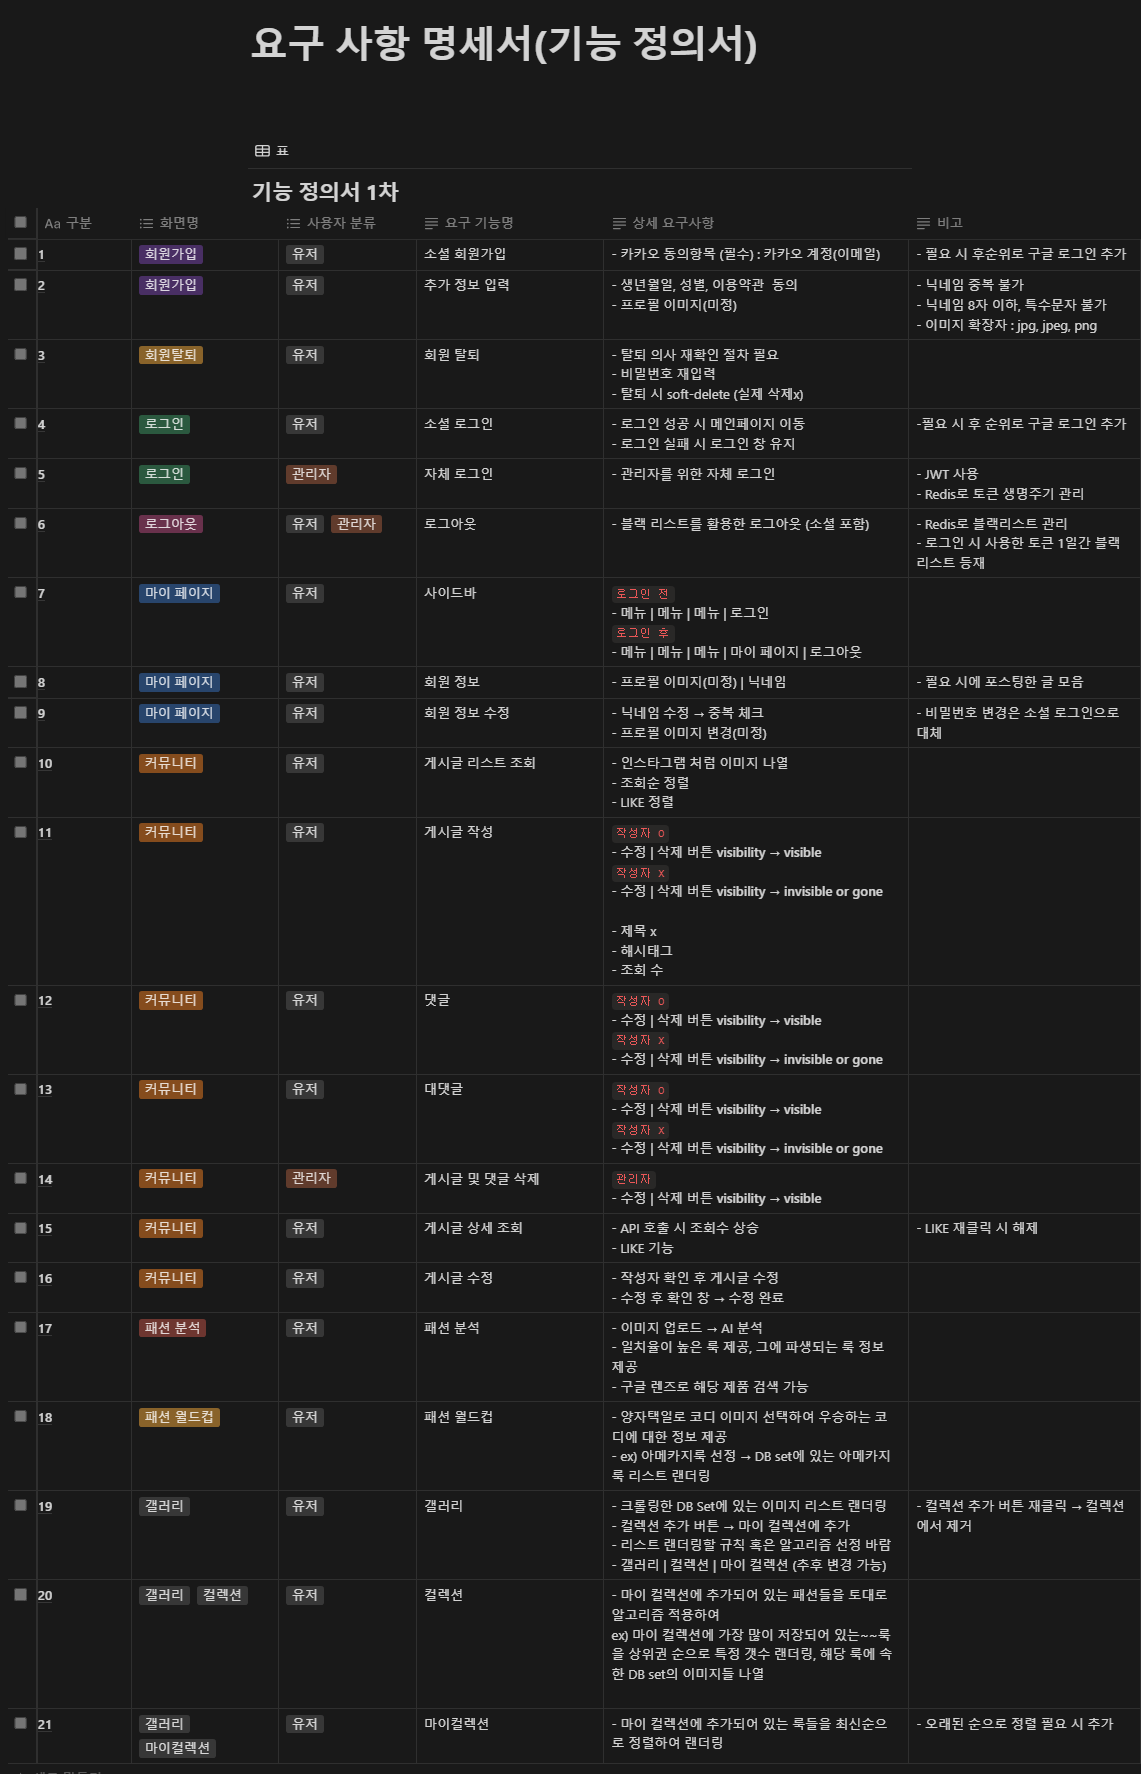 요구 사항 명세서(기능 정의서)
표
기능 정의서 1차
Aa 구분 화면명 사용자 분류 요구 기능명 상세 요구사항 비고
1 회원가입 유저 소셜 회원가입 - 카카오 동의항목 (필수) : 카카오 계정(이메일) - 필요 시 후순위로 구글 로그인 추가
2 회원가입 유저 추가 정보 입력 - 생년월일, 성별, 이용약관 동의 - 닉네임 중복 불가
- 프로필 이미지(미정) - 닉네임 8자 이하, 특수문자 불가
- 이미지 확장자 : jpg, jpeg, png
3 회원탈퇴 유저 회원 탈퇴 - 탈퇴 의사 재확인 절차 필요
- 비밀번호 재입력
- 탈퇴 시 soft-delete (실제 삭제x)
4 로그인 유저 소셜 로그인 - 로그인 성공 시 메인페이지 이동 -필요 시 후 순위로 구글 로그인 추가
- 로그인 실패 시 로그인 창 유지
5 로그인 관리자 자체 로그인 - 관리자를 위한 자체 로그인 - JWT 사용
- Redis로 토큰 생명주기 관리
6 로그아웃 유저 관리자 로그아웃 - 블랙 리스트를 활용한 로그아웃 (소셜 포함) - Redis로 블랙리스트 관리
- 로그인 시 사용한 토큰 1일간 블랙
리스트 등재
7 마이 페이지 유저 사이드바 로그인 전
- 메뉴 | 메뉴 | 메뉴 | 로그인
로그인 후
- 메뉴 | 메뉴 | 메뉴 | 마이 페이지 | 로그아웃
8 마이 페이지 유저 회원 정보 - 프로필 이미지(미정) | 닉네임 - 필요 시에 포스팅한 글 모음
9 마이 페이지 유저 회원 정보 수정 - 닉네임 수정 → 중복 체크 - 비밀번호 변경은 소셜 로그인으로
- 프로필 이미지 변경(미정) 대체
10 커뮤니티 유저 게시글 리스트 조회 - 인스타그램 처럼 이미지 나열
- 조회순 정렬
- LIKE 정렬
11 커뮤니티 유저 게시글 작성 작성자 o
- 수정 | 삭제 버튼 visibility → visible
작성자 x
- 수정 | 삭제 버튼 visibility → invisible or gone
- 제목 x
- 해시태그
- 조회 수
12 커뮤니티 유저 댓글 작성자 o
- 수정 | 삭제 버튼 visibility → visible
작성자 x
- 수정 | 삭제 버튼 visibility → invisible or gone
13 커뮤니티 유저 대댓글 작성자 o
- 수정 | 삭제 버튼 visibility → visible
작성자 x
- 수정 | 삭제 버튼 visibility → invisible or gone
14 커뮤니티 관리자 게시글 및 댓글 삭제 관리자
- 수정 | 삭제 버튼 visibility → visible
15 커뮤니티 유저 게시글 상세 조회 - API 호출 시 조회수 상승 - LIKE 재클릭 시 해제
- LIKE 기능
16 커뮤니티 유저 게시글 수정 - 작성자 확인 후 게시글 수정
- 수정 후 확인 창 → 수정 완료
17 패션 분석 유저 패션 분석 - 이미지 업로드 → AI 분석
- 일치율이 높은 룩 제공, 그에 파생되는 룩 정보
제공
- 구글 렌즈로 해당 제품 검색 가능
18 패션 월드컵 유저 패션 월드컵 - 양자택일로 코디 이미지 선택하여 우승하는 코
디에 대한 정보 제공
- ex) 아메카지룩 선정 → DB set에 있는 아메카지
룩 리스트 랜더링
19 갤러리 유저 갤러리 - 크롤링한 DB Set에 있는 이미지 리스트 랜더링 - 컬렉션 추가 버튼 재클릭 → 컬렉션
- 컬렉션 추가 버튼 → 마이 컬렉션에 추가 에서 제거
- 리스트 랜더링할 규칙 혹은 알고리즘 선정 바람
- 갤러리 | 컬렉션 | 마이 컬렉션 (추후 변경 가능)
20 갤러리 컬렉션 유저 컬렉션 - 마이 컬렉션에 추가되어 있는 패션들을 토대로
알고리즘 적용하여
ex) 마이 컬렉션에 가장 많이 저장되어 있는~~룩
을 상위권 순으로 특정 갯수 랜더링, 해당 룩에 속
한 DB set의 이미지들 나열
21 갤러리 유저 마이컬렉션 - 마이 컬렉션에 추가되어 있는 룩들을 최신순으 - 오래된 순으로 정렬 필요 시 추가
마이컬렉션 로 정렬하여 랜더링